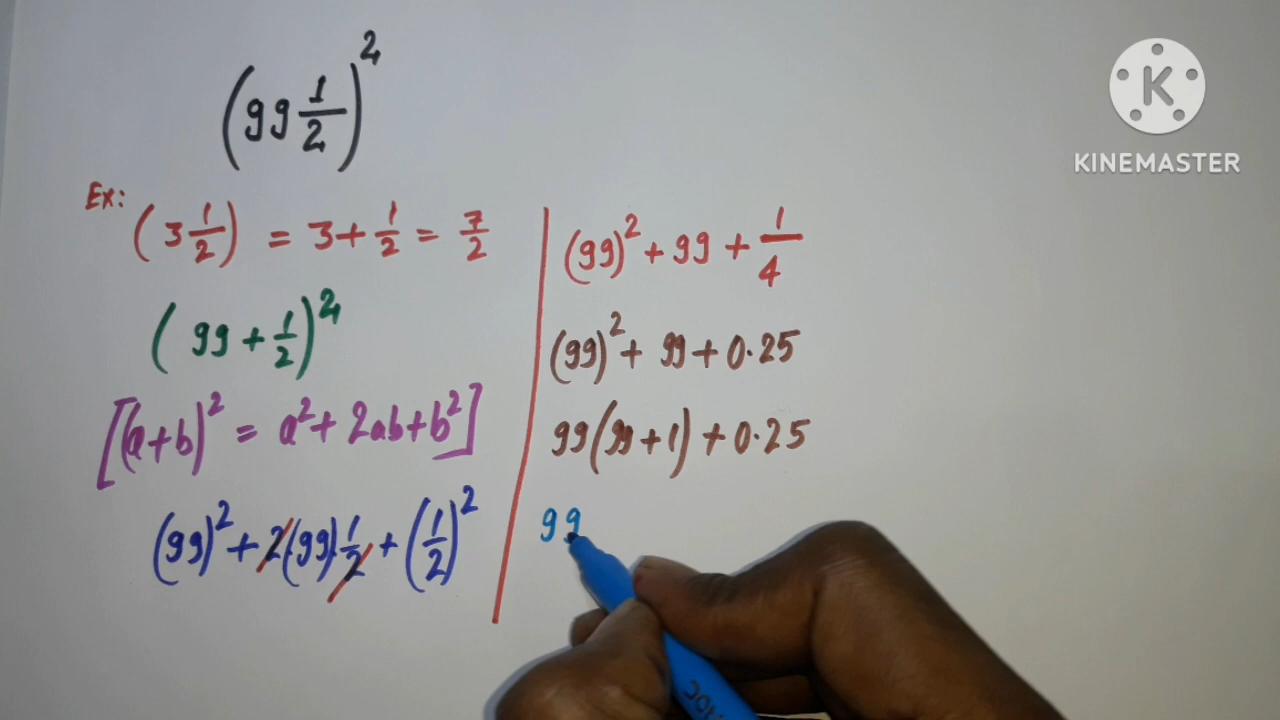 (99 1/2)²
Ex: (3 1/2) = 3 + 1/2 = 7/2
(99 + 1/2)²
[(a+b)² = a² + 2ab + b²]
(99)² + 2(99) 1/2 + (1/2)²
(99)² + 99 + 1/4
(99)² + 99 + 0.25
99(99+1) + 0.25
99
K
KINEMASTER